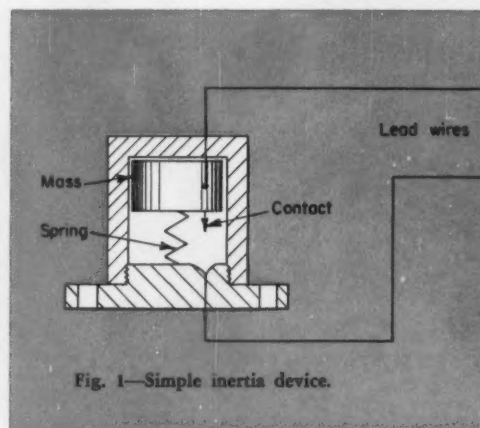 Lead wires
Mass
Contact
Spring
Fig. 1—Simple inertia device.